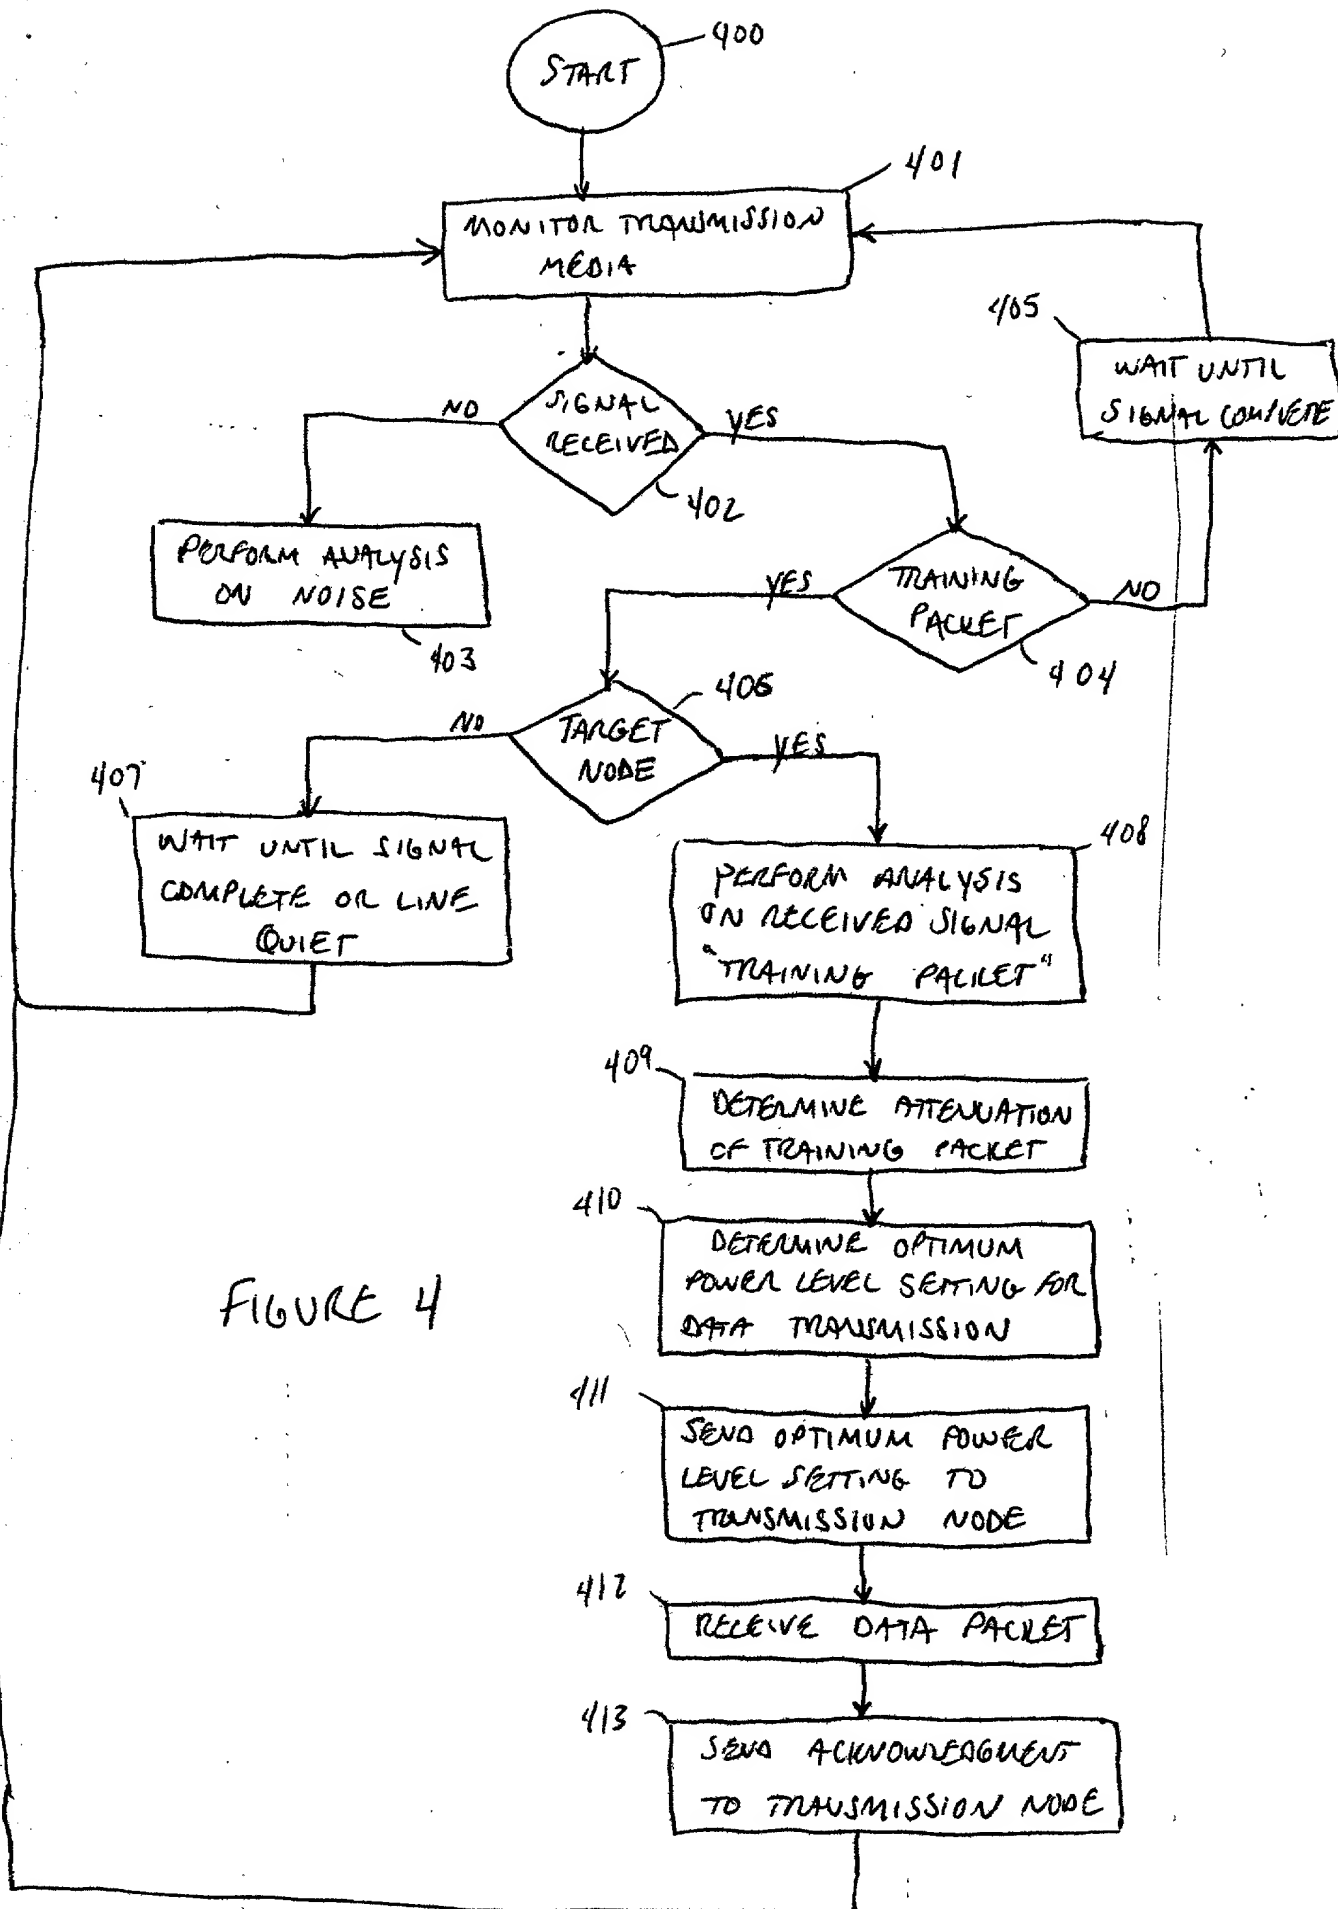 400
START
401
MONITOR TRANSMISSION
MEDIA
405
WAIT UNTIL
SIGNAL COMPLETE
NO
SIGNAL
RECEIVED
YES
402
PERFORM ANALYSIS
ON NOISE
403
YES
TRAINING
PACKET
NO
404
406
NO
TARGET
NODE
YES
407
WAIT UNTIL SIGNAL
COMPLETE OR LINE
QUIET
408
PERFORM ANALYSIS
ON RECEIVED SIGNAL
"TRAINING PACKET"
409
DETERMINE ATTENUATION
OF TRAINING PACKET
410
DETERMINE OPTIMUM
POWER LEVEL SETTING FOR
DATA TRANSMISSION
FIGURE 4
411
SEND OPTIMUM POWER
LEVEL SETTING TO
TRANSMISSION NODE
412
RECEIVE DATA PACKET
413
SEND ACKNOWLEDGMENT
TO TRANSMISSION NODE